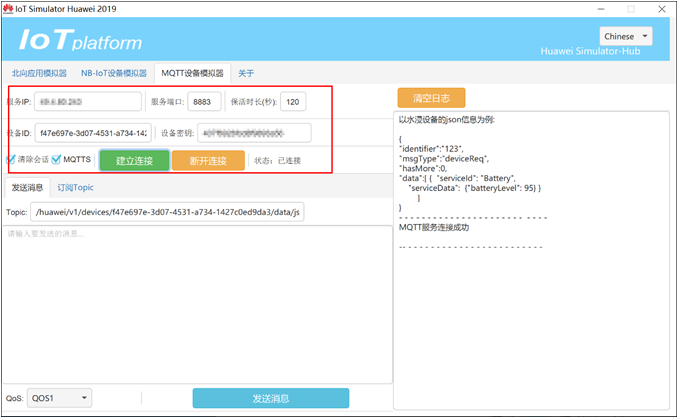 IoT Simulator Huawei 2019
IoT platform
Chinese
Huawei Simulator-Hub
北向应用模拟器 NB-IoT设备模拟器 MQTT设备模拟器 关于
服务IP: 服务端口: 8883 保活时长(秒): 120
设备ID: f47e697e-3d07-4531-a734-142 设备密钥:
清除会话 MQTTS 建立连接 断开连接 状态: 已连接
发送消息 订阅Topic
Topic: /huawei/v1/devices/f47e697e-3d07-4531-a734-1427c0ed9da3/data/js
请输入要发送的消息...
QoS: QOS1 发送消息
清空日志
以水浸设备的json信息为例:
{
"identifier":"123",
"msgType":"deviceReq",
"hasMore":0,
"data":[ { "serviceId": "Battery",
"serviceData": {"batteryLevel": 95} }
]
}
- - - - - - - - - - - - - - - - - - - - - - - - - -
MQTT服务连接成功
-- - - - - - - - - - - - - - - - - - - - - - - - -